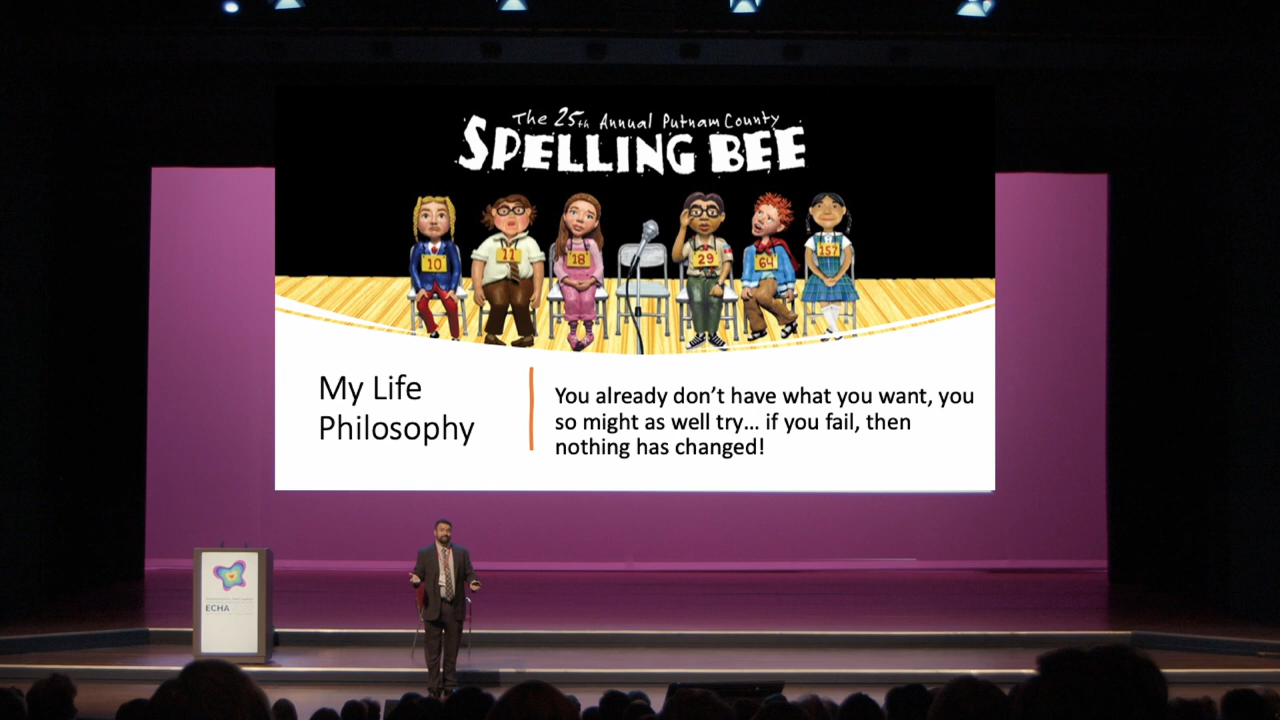 The 25th Annual Putnam County
SPELLING BEE
10
11
18
29
64
157
My Life
Philosophy
You already don’t have what you want, you
so might as well try... if you fail, then
nothing has changed!
ECHA